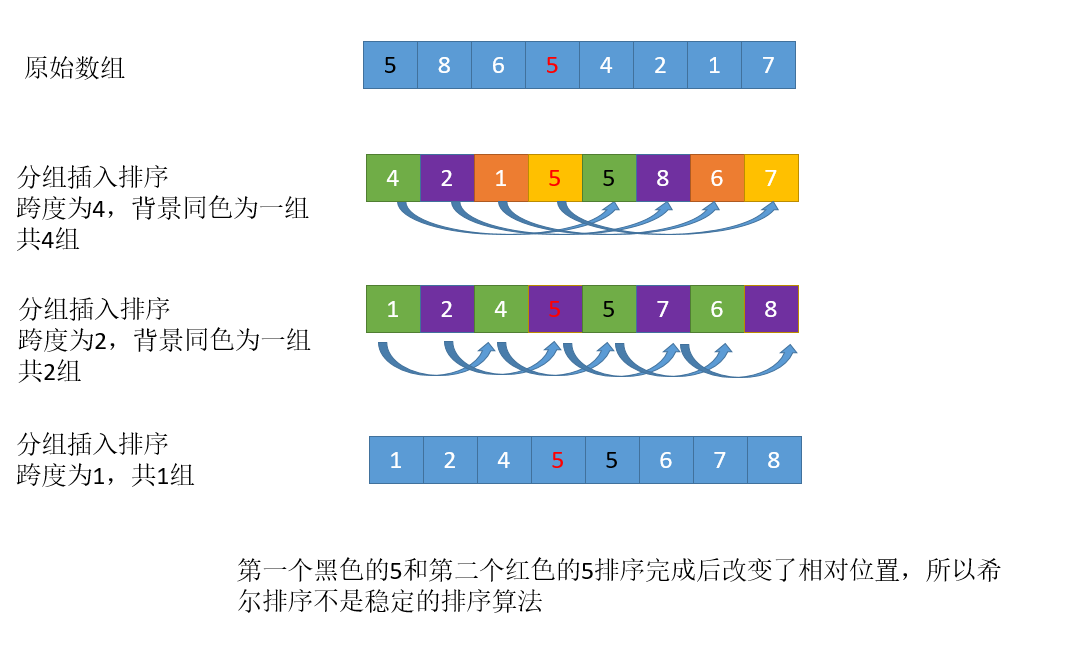 原始数组
5 8 6 5 4 2 1 7
分组插入排序
跨度为4，背景同色为一组
共4组
4 2 1 5 5 8 6 7
分组插入排序
跨度为2，背景同色为一组
共2组
1 2 4 5 5 7 6 8
分组插入排序
跨度为1，共1组
1 2 4 5 5 6 7 8
第一个黑色的5和第二个红色的5排序完成后改变了相对位置，所以希
尔排序不是稳定的排序算法